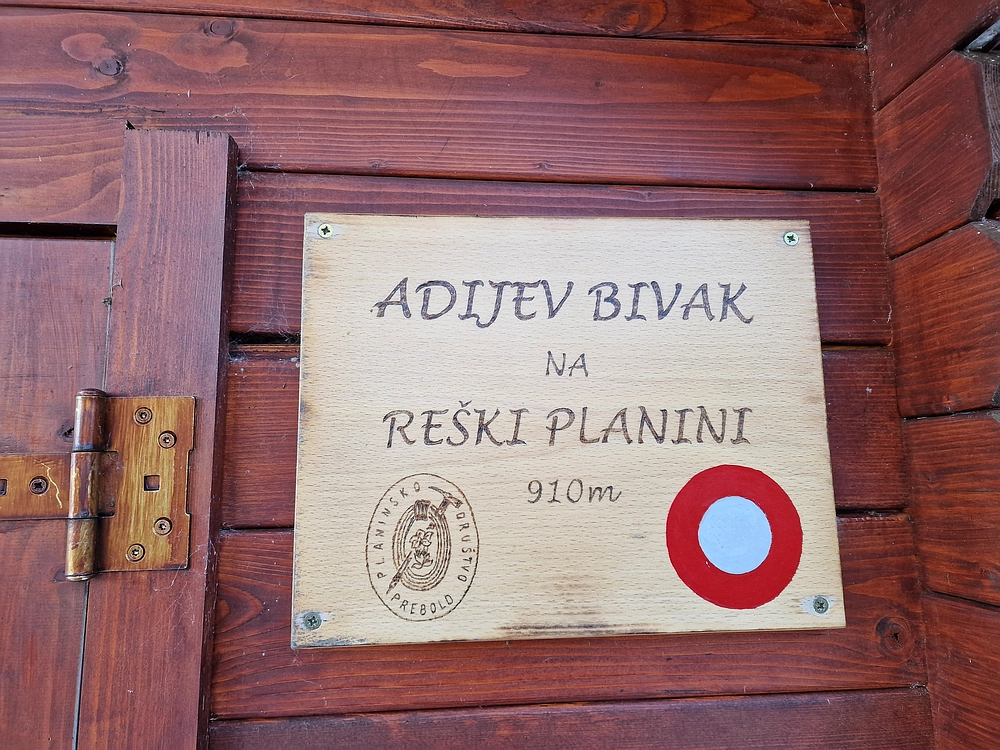 ADIJEV BIVAK
NA
REŠKI PLANINI
910m
PLANINSKO DRUŠTVO
PREBOLD